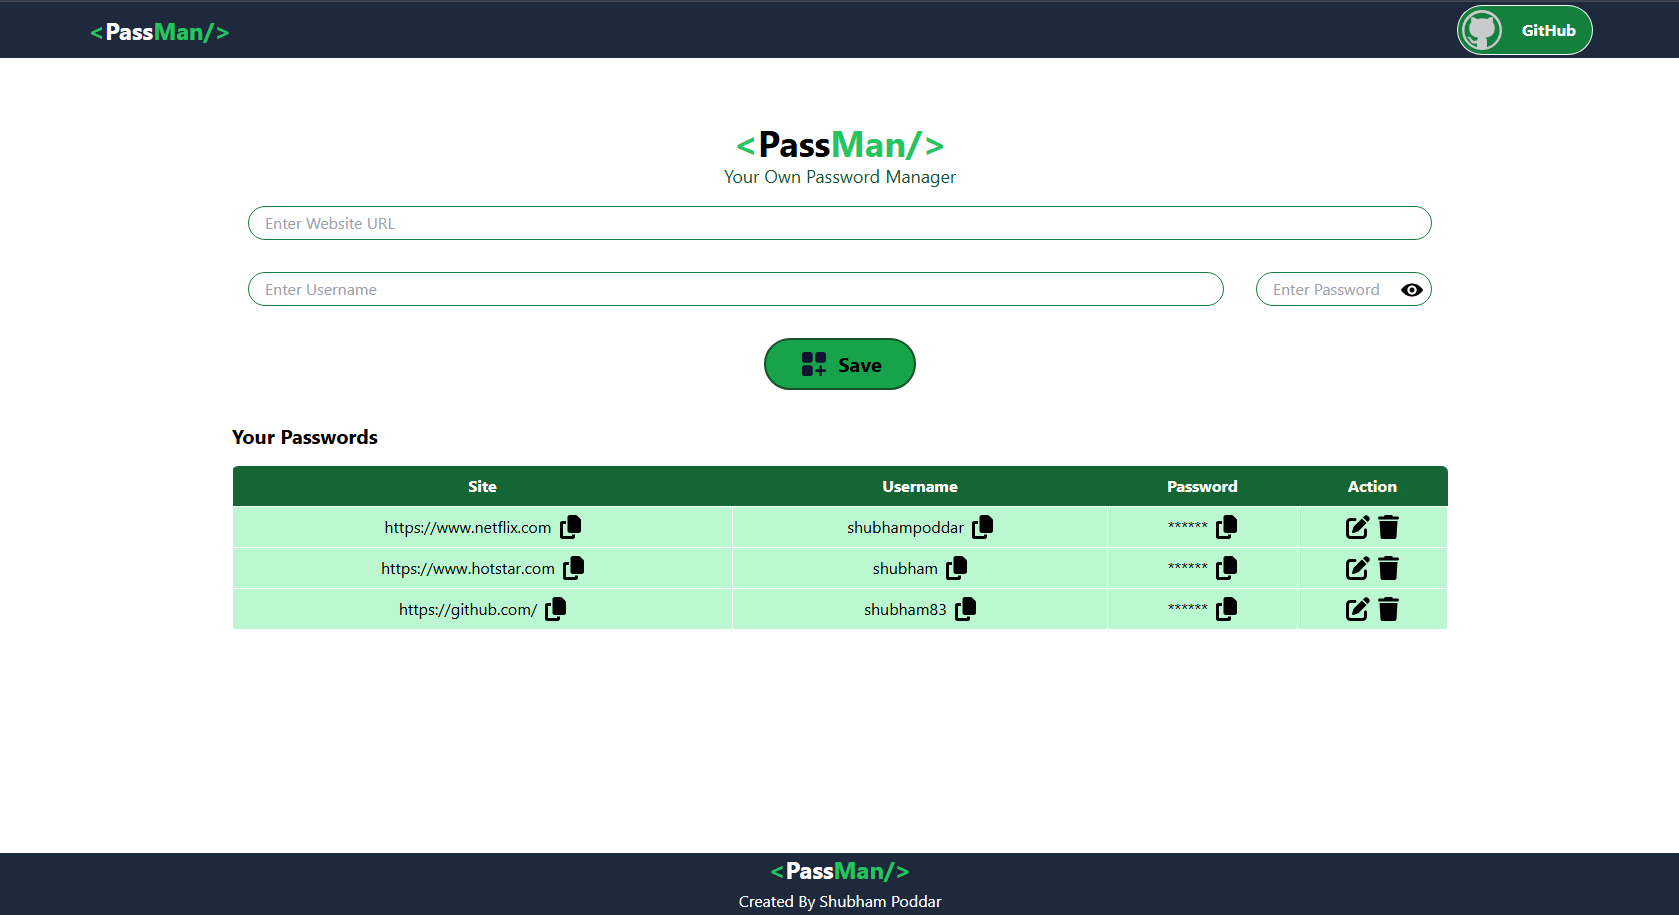 <PassMan/>
GitHub
<PassMan/>
Your Own Password Manager
Enter Website URL
Enter Username
Enter Password
Save
Your Passwords
Site Username Password Action
https://www.netflix.com shubhampoddar ******
https://www.hotstar.com shubham ******
https://github.com/ shubham83 ******
<PassMan/>
Created By Shubham Poddar